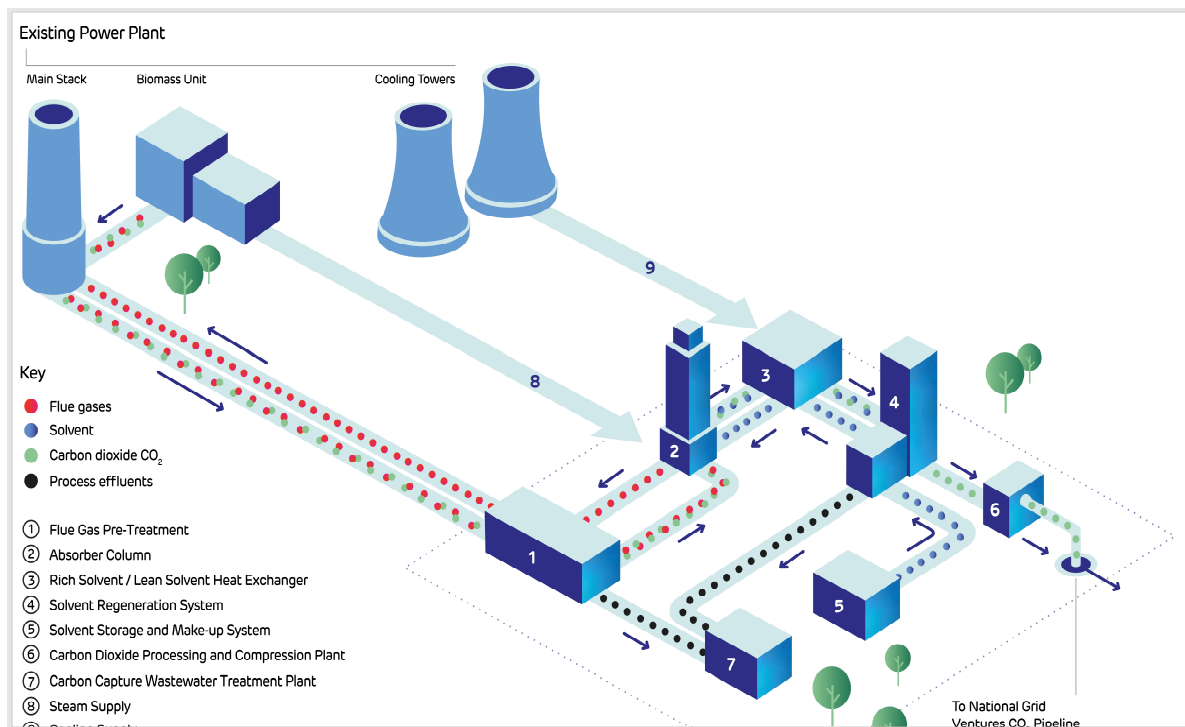 Existing Power Plant
Main Stack
Biomass Unit
Cooling Towers
9
8
3
4
2
6
1
5
7
Key
Flue gases
Solvent
Carbon dioxide CO₂
Process effluents
1 Flue Gas Pre-Treatment
2 Absorber Column
3 Rich Solvent / Lean Solvent Heat Exchanger
4 Solvent Regeneration System
5 Solvent Storage and Make-up System
6 Carbon Dioxide Processing and Compression Plant
7 Carbon Capture Wastewater Treatment Plant
8 Steam Supply
To National Grid
Ventures CO₂ Pipeline